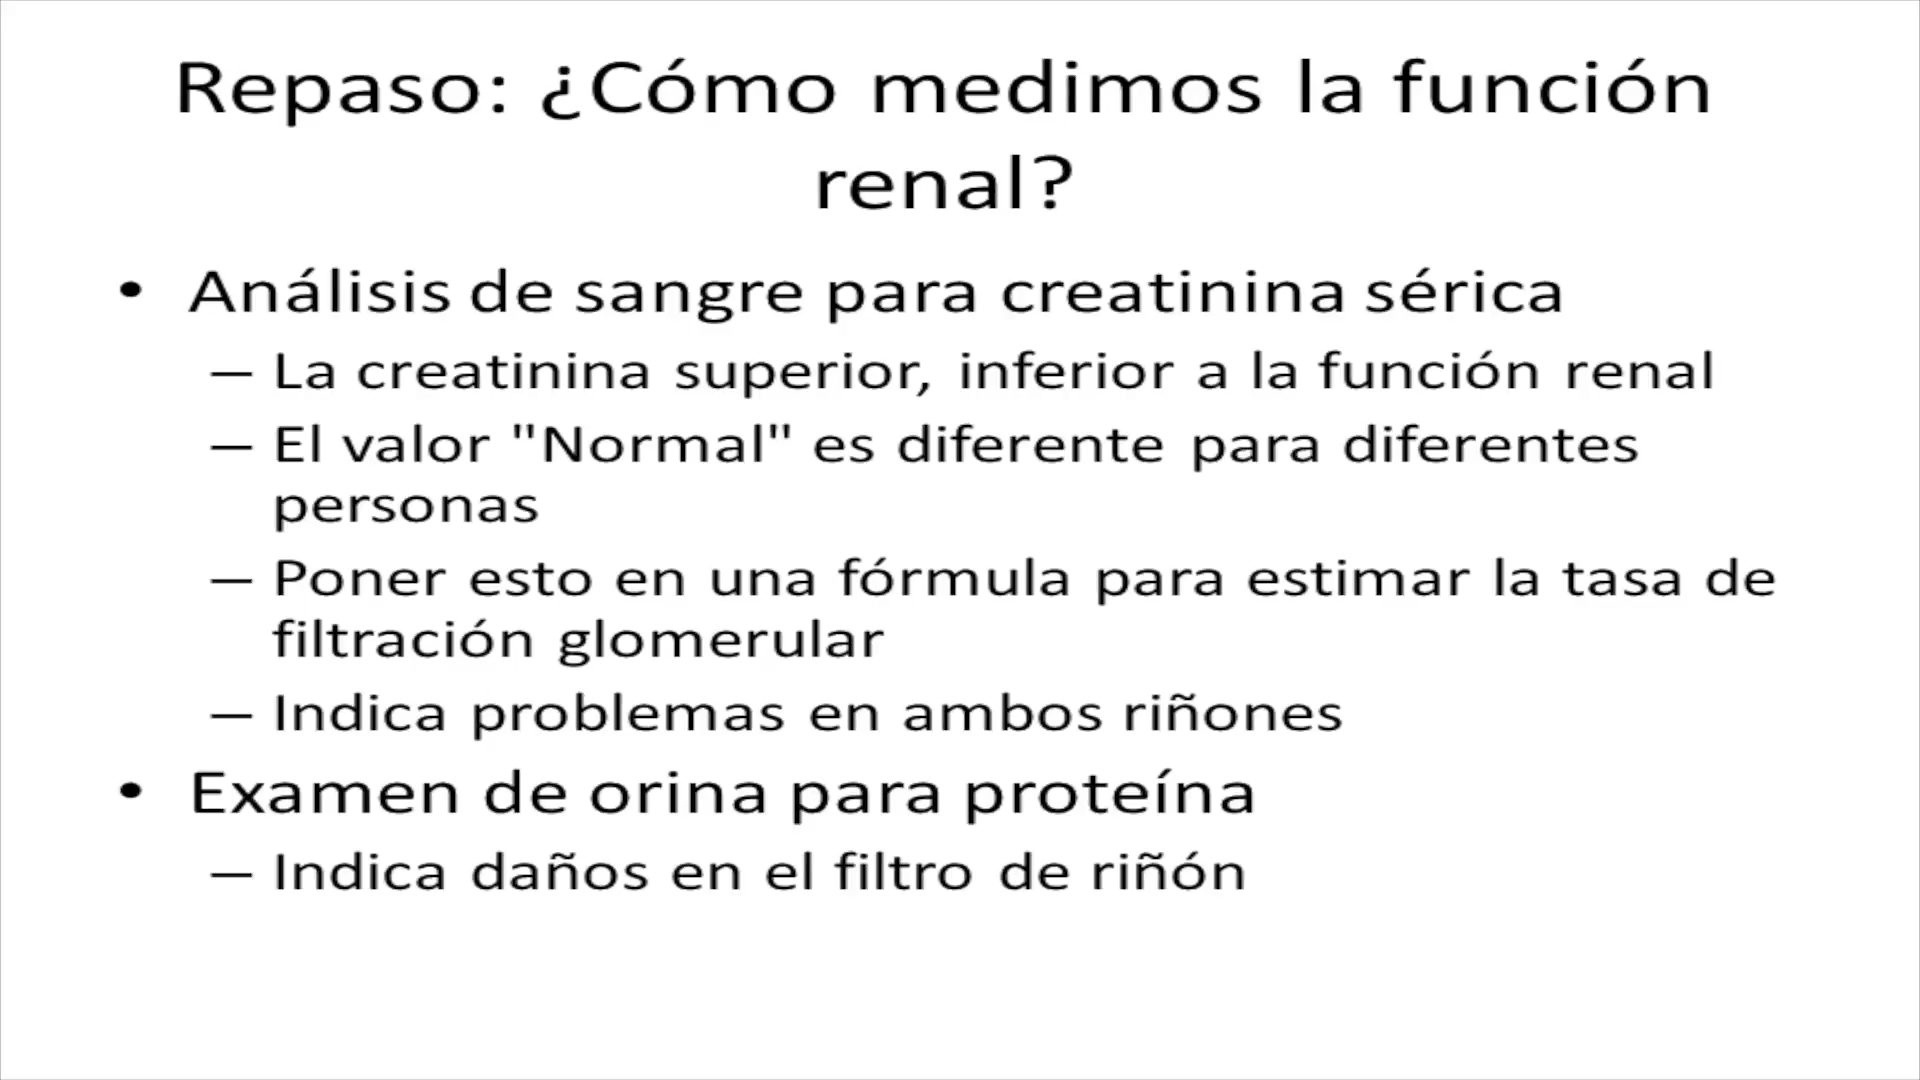 Repaso: ¿Cómo medimos la función
renal?
• Análisis de sangre para creatinina sérica
– La creatinina superior, inferior a la función renal
– El valor "Normal" es diferente para diferentes
personas
– Poner esto en una fórmula para estimar la tasa de
filtración glomerular
– Indica problemas en ambos riñones
• Examen de orina para proteína
– Indica daños en el filtro de riñón